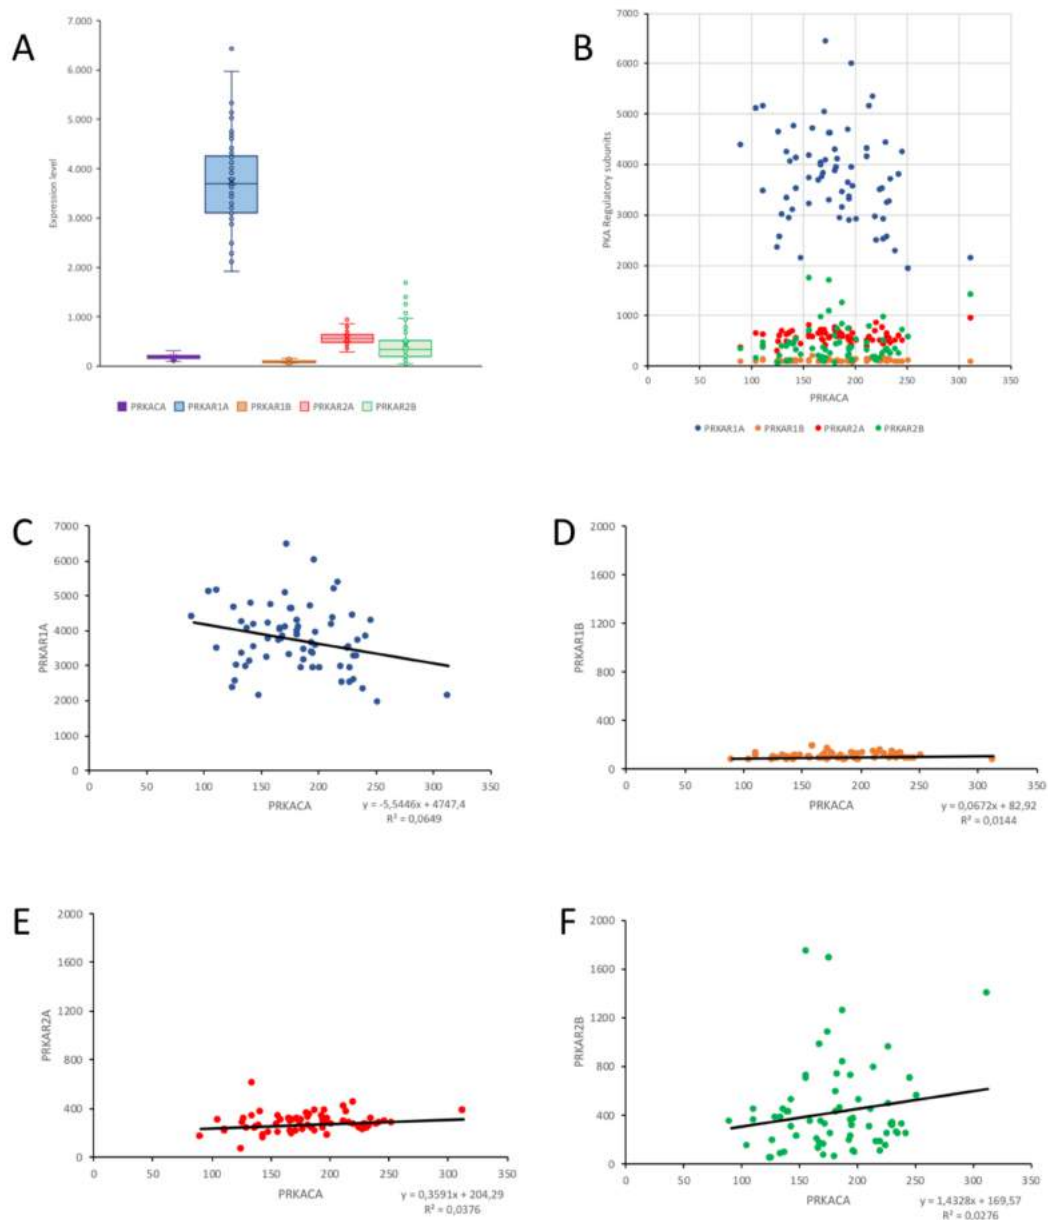 A
7.000
6.000
5.000
4.000
3.000
2.000
1.000
0
Expression level
PRKACA PRKAR1A PRKAR1B PRKAR2A PRKAR2B
B
7000
6000
5000
4000
3000
2000
1000
0
PKA Regulatory subunits
0 50 100 150 200 250 300 350
PRKACA
PRKAR1A PRKAR1B PRKAR2A PRKAR2B
C
7000
6000
5000
4000
3000
2000
1000
0
PRKAR1A
0 50 100 150 200 250 300 350
PRKACA
y = -5,5446x + 4747,4
R² = 0,0649
D
2000
1600
1200
800
400
0
PRKAR1B
0 50 100 150 200 250 300 350
PRKACA
y = 0,0672x + 82,92
R² = 0,0144
E
2000
1600
1200
800
400
0
PRKAR2A
0 50 100 150 200 250 300 350
PRKACA
y = 0,3591x + 204,29
R² = 0,0376
F
2000
1600
1200
800
400
0
PRKAR2B
0 50 100 150 200 250 300 350
PRKACA
y = 1,4328x + 169,57
R² = 0,0276